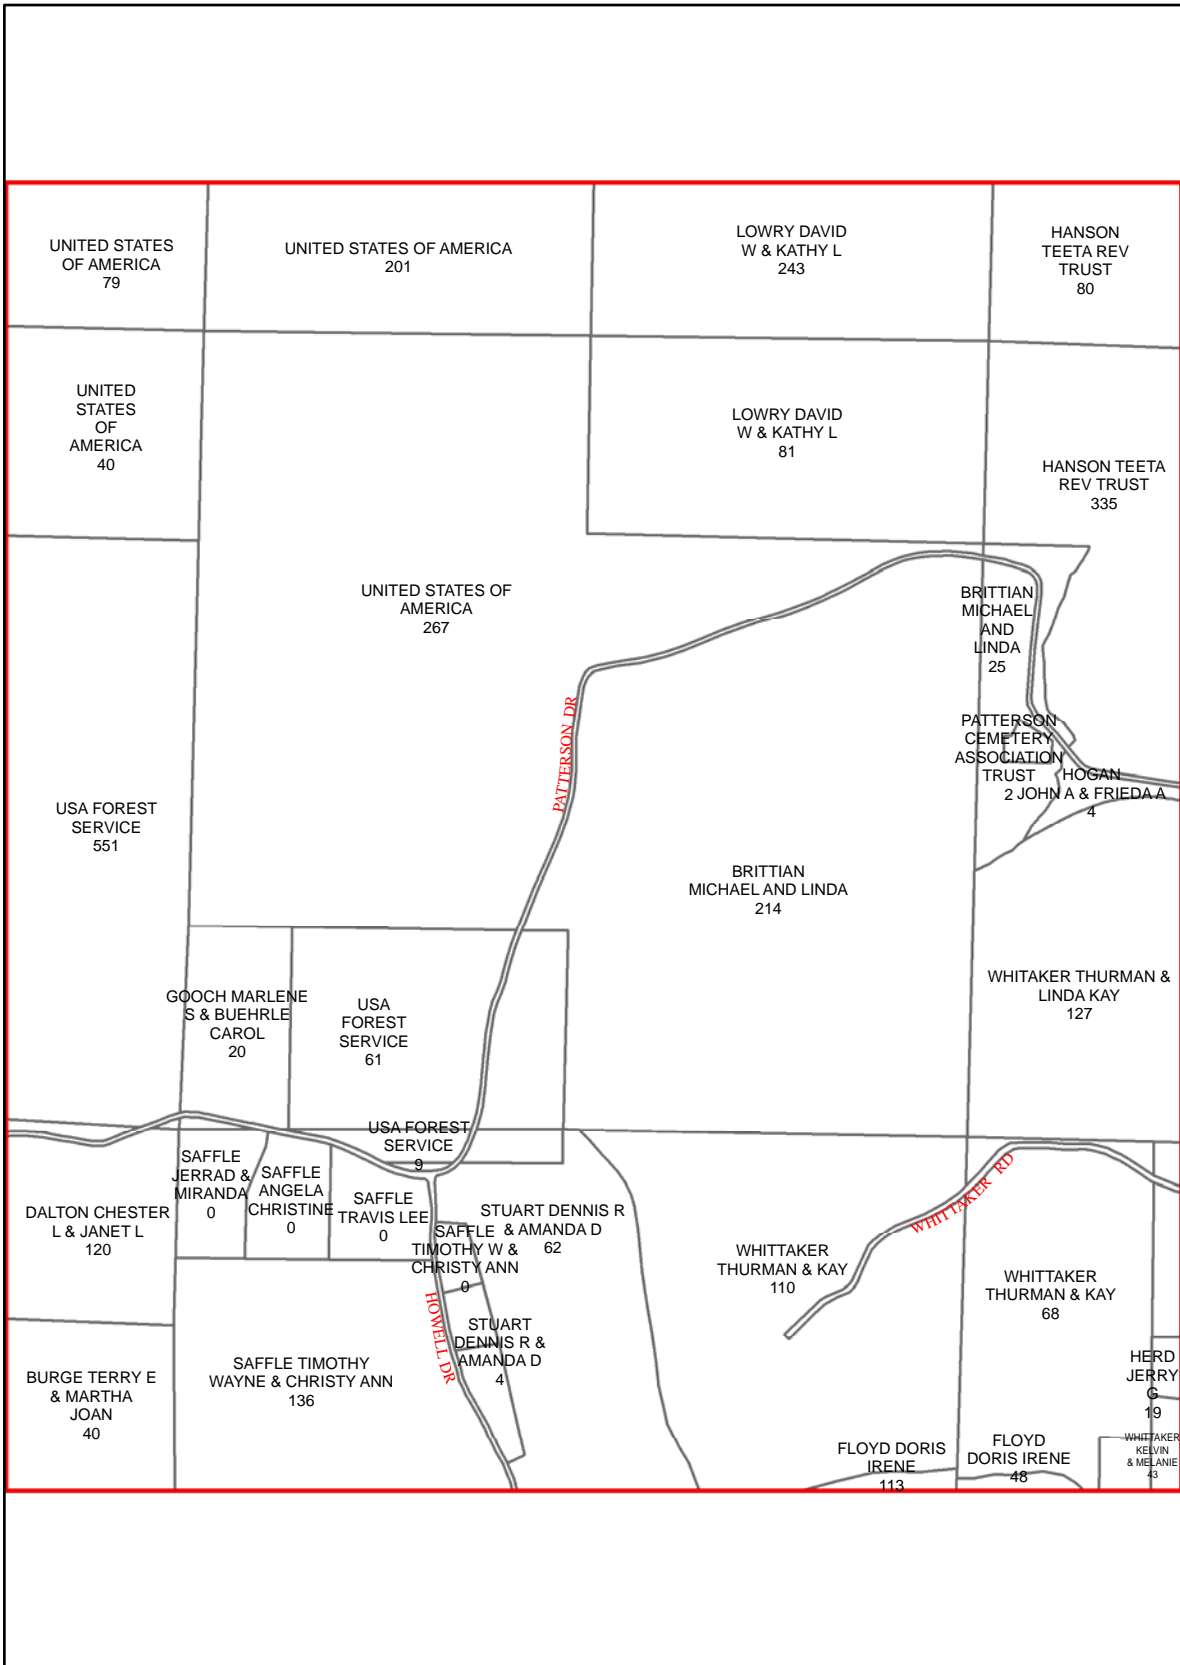 UNITED STATES
OF AMERICA
79
UNITED STATES OF AMERICA
201
LOWRY DAVID
W & KATHY L
243
HANSON
TEETA REV
TRUST
80
UNITED
STATES
OF
AMERICA
40
LOWRY DAVID
W & KATHY L
81
HANSON TEETA
REV TRUST
335
UNITED STATES OF
AMERICA
267
BRITTIAN
MICHAEL
AND
LINDA
25
PATTERSON DR
PATTERSON
CEMETERY
ASSOCIATION
TRUST
2
HOGAN
JOHN A & FRIEDA A
4
USA FOREST
SERVICE
551
BRITTIAN
MICHAEL AND LINDA
214
GOOCH MARLENE
S & BUEHRLE
CAROL
20
USA
FOREST
SERVICE
61
WHITAKER THURMAN &
LINDA KAY
127
USA FOREST
SERVICE
9
SAFFLE
JERRAD &
MIRANDA
0
SAFFLE
ANGELA
CHRISTINE
0
SAFFLE
TRAVIS LEE
0
DALTON CHESTER
L & JANET L
120
SAFFLE
TIMOTHY W &
CHRISTY ANN
0
STUART DENNIS R
& AMANDA D
62
WHITTAKER RD
WHITTAKER
THURMAN & KAY
110
WHITTAKER
THURMAN & KAY
68
HOWELL DR
STUART
DENNIS R &
AMANDA D
4
BURGE TERRY E
& MARTHA
JOAN
40
SAFFLE TIMOTHY
WAYNE & CHRISTY ANN
136
HERD
JERRY
G
19
FLOYD DORIS
IRENE
113
FLOYD
DORIS IRENE
48
WHITTAKER
KELVIN
& MELANIE
43